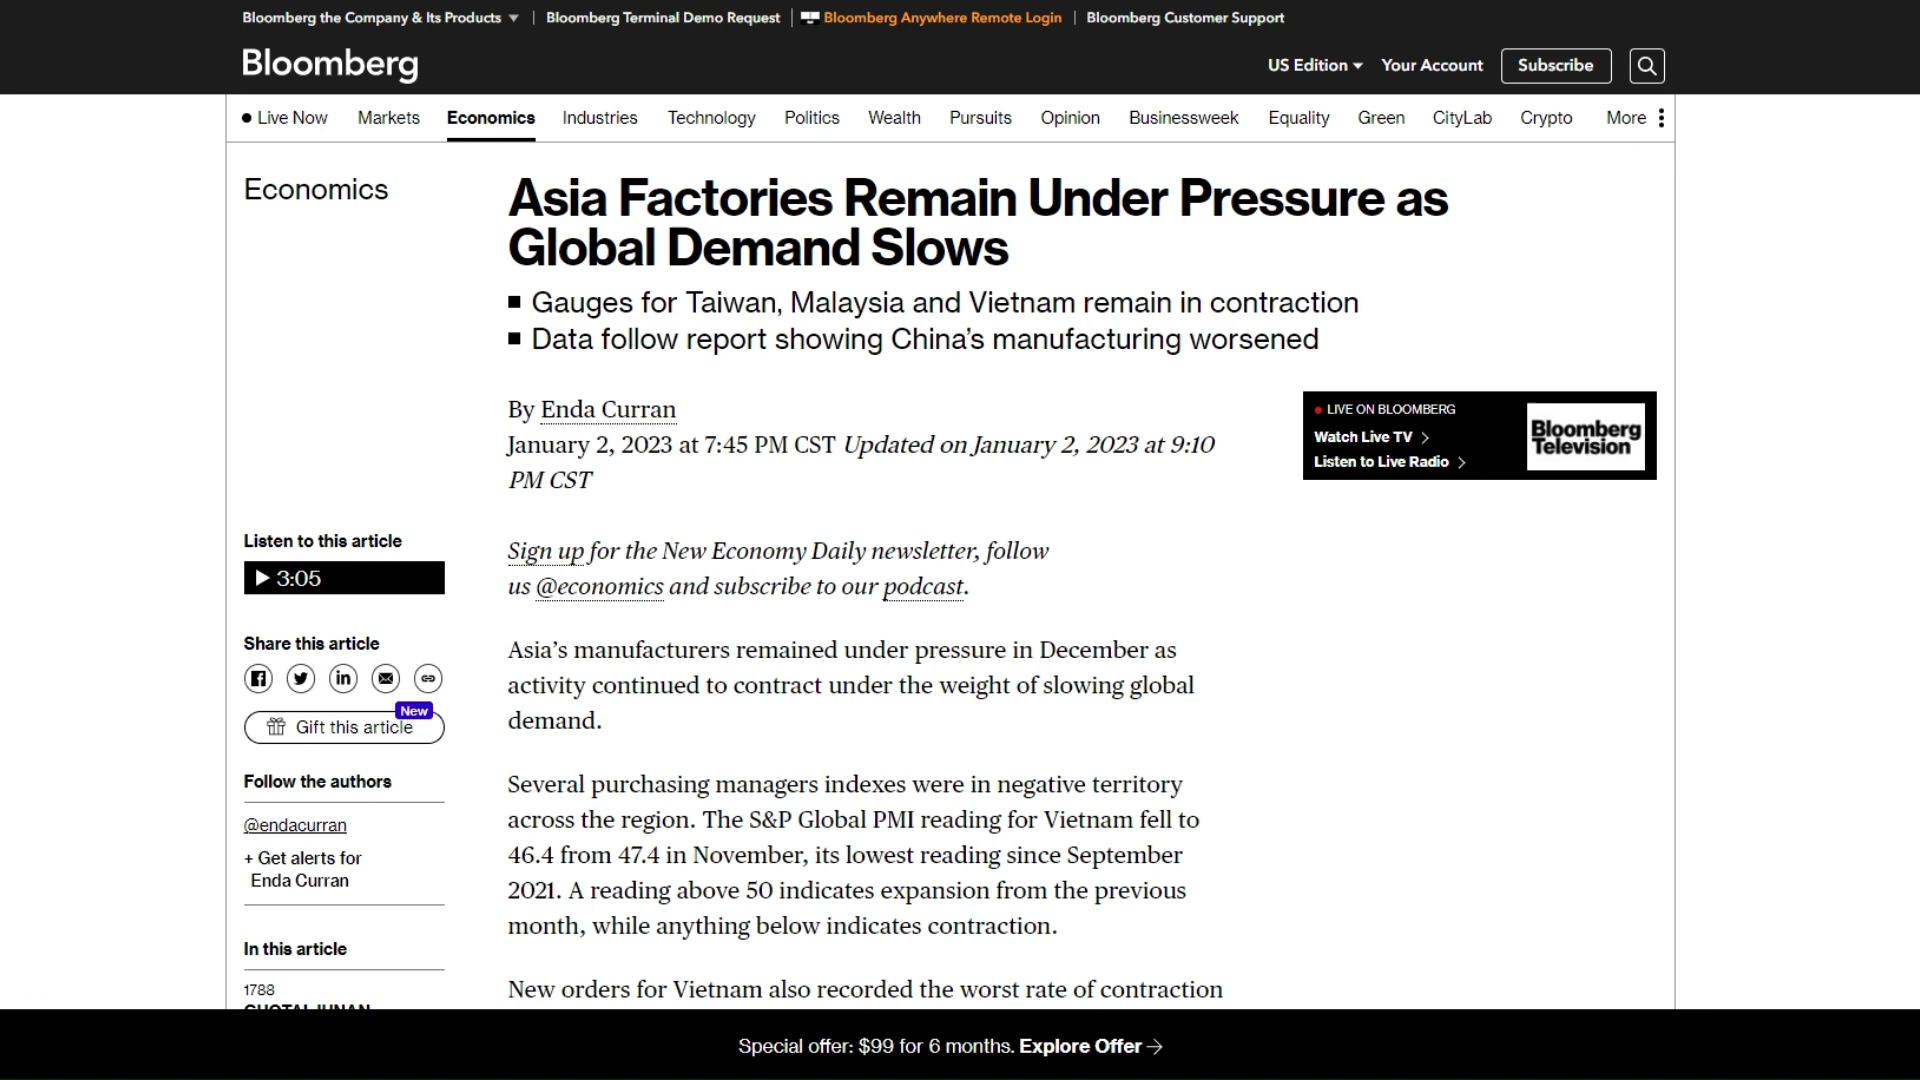 Bloomberg the Company & Its Products
Bloomberg Terminal Demo Request
Bloomberg Anywhere Remote Login
Bloomberg Customer Support
Bloomberg
US Edition
Your Account
Subscribe
Live Now
Markets
Economics
Industries
Technology
Politics
Wealth
Pursuits
Opinion
Businessweek
Equality
Green
CityLab
Crypto
More
Economics
Asia Factories Remain Under Pressure as
Global Demand Slows
Gauges for Taiwan, Malaysia and Vietnam remain in contraction
Data follow report showing China’s manufacturing worsened
By Enda Curran
January 2, 2023 at 7:45 PM CST Updated on January 2, 2023 at 9:10
PM CST
LIVE ON BLOOMBERG
Watch Live TV
Listen to Live Radio
Bloomberg
Television
Listen to this article
3:05
Share this article
New
Gift this article
Follow the authors
@endacurran
+ Get alerts for
Enda Curran
In this article
1788
GUOTAI JUNAN
Sign up for the New Economy Daily newsletter, follow
us @economics and subscribe to our podcast.
Asia’s manufacturers remained under pressure in December as
activity continued to contract under the weight of slowing global
demand.
Several purchasing managers indexes were in negative territory
across the region. The S&P Global PMI reading for Vietnam fell to
46.4 from 47.4 in November, its lowest reading since September
2021. A reading above 50 indicates expansion from the previous
month, while anything below indicates contraction.
New orders for Vietnam also recorded the worst rate of contraction
Special offer: $99 for 6 months. Explore Offer